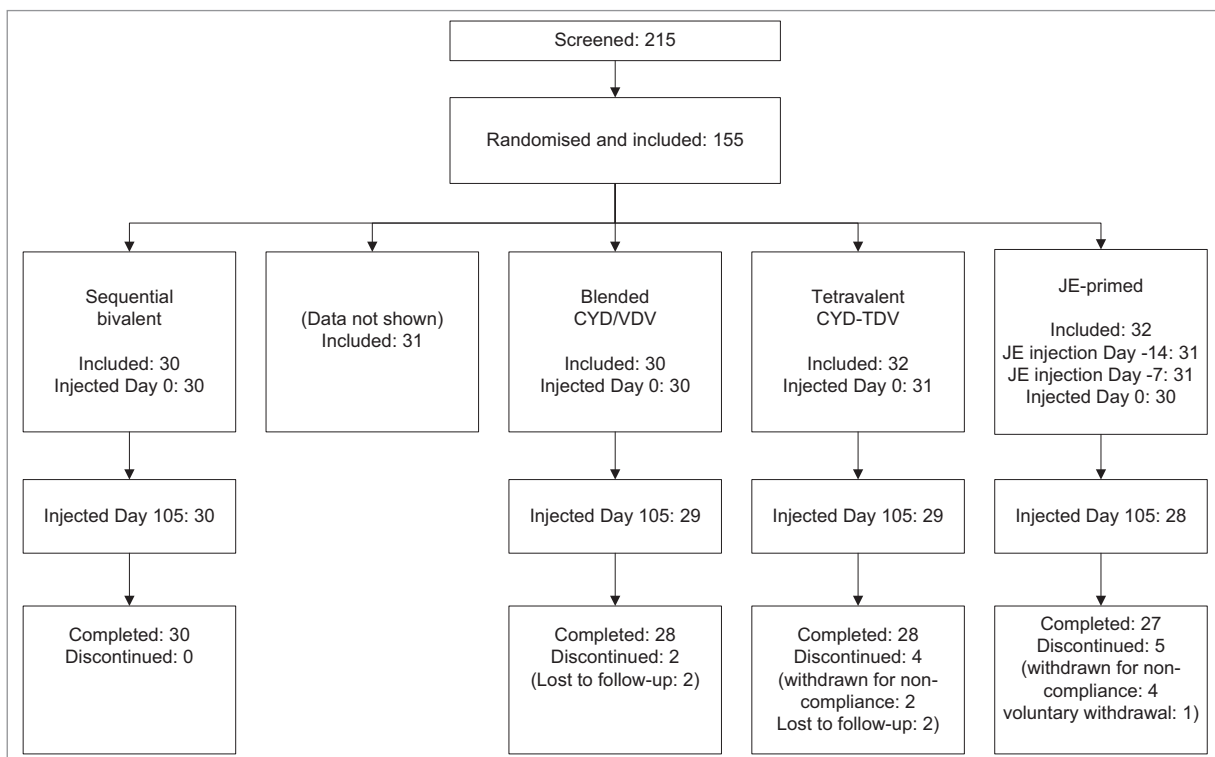 Screened: 215
Randomised and included: 155
Sequential
bivalent
Included: 30
Injected Day 0: 30
(Data not shown)
Included: 31
Blended
CYD/VDV
Included: 30
Injected Day 0: 30
Tetravalent
CYD-TDV
Included: 32
Injected Day 0: 31
JE-primed
Included: 32
JE injection Day -14: 31
JE injection Day -7: 31
Injected Day 0: 30
Injected Day 105: 30
Injected Day 105: 29
Injected Day 105: 29
Injected Day 105: 28
Completed: 30
Discontinued: 0
Completed: 28
Discontinued: 2
(Lost to follow-up: 2)
Completed: 28
Discontinued: 4
(withdrawn for non-
compliance: 2
Lost to follow-up: 2)
Completed: 27
Discontinued: 5
(withdrawn for non-
compliance: 4
voluntary withdrawal: 1)